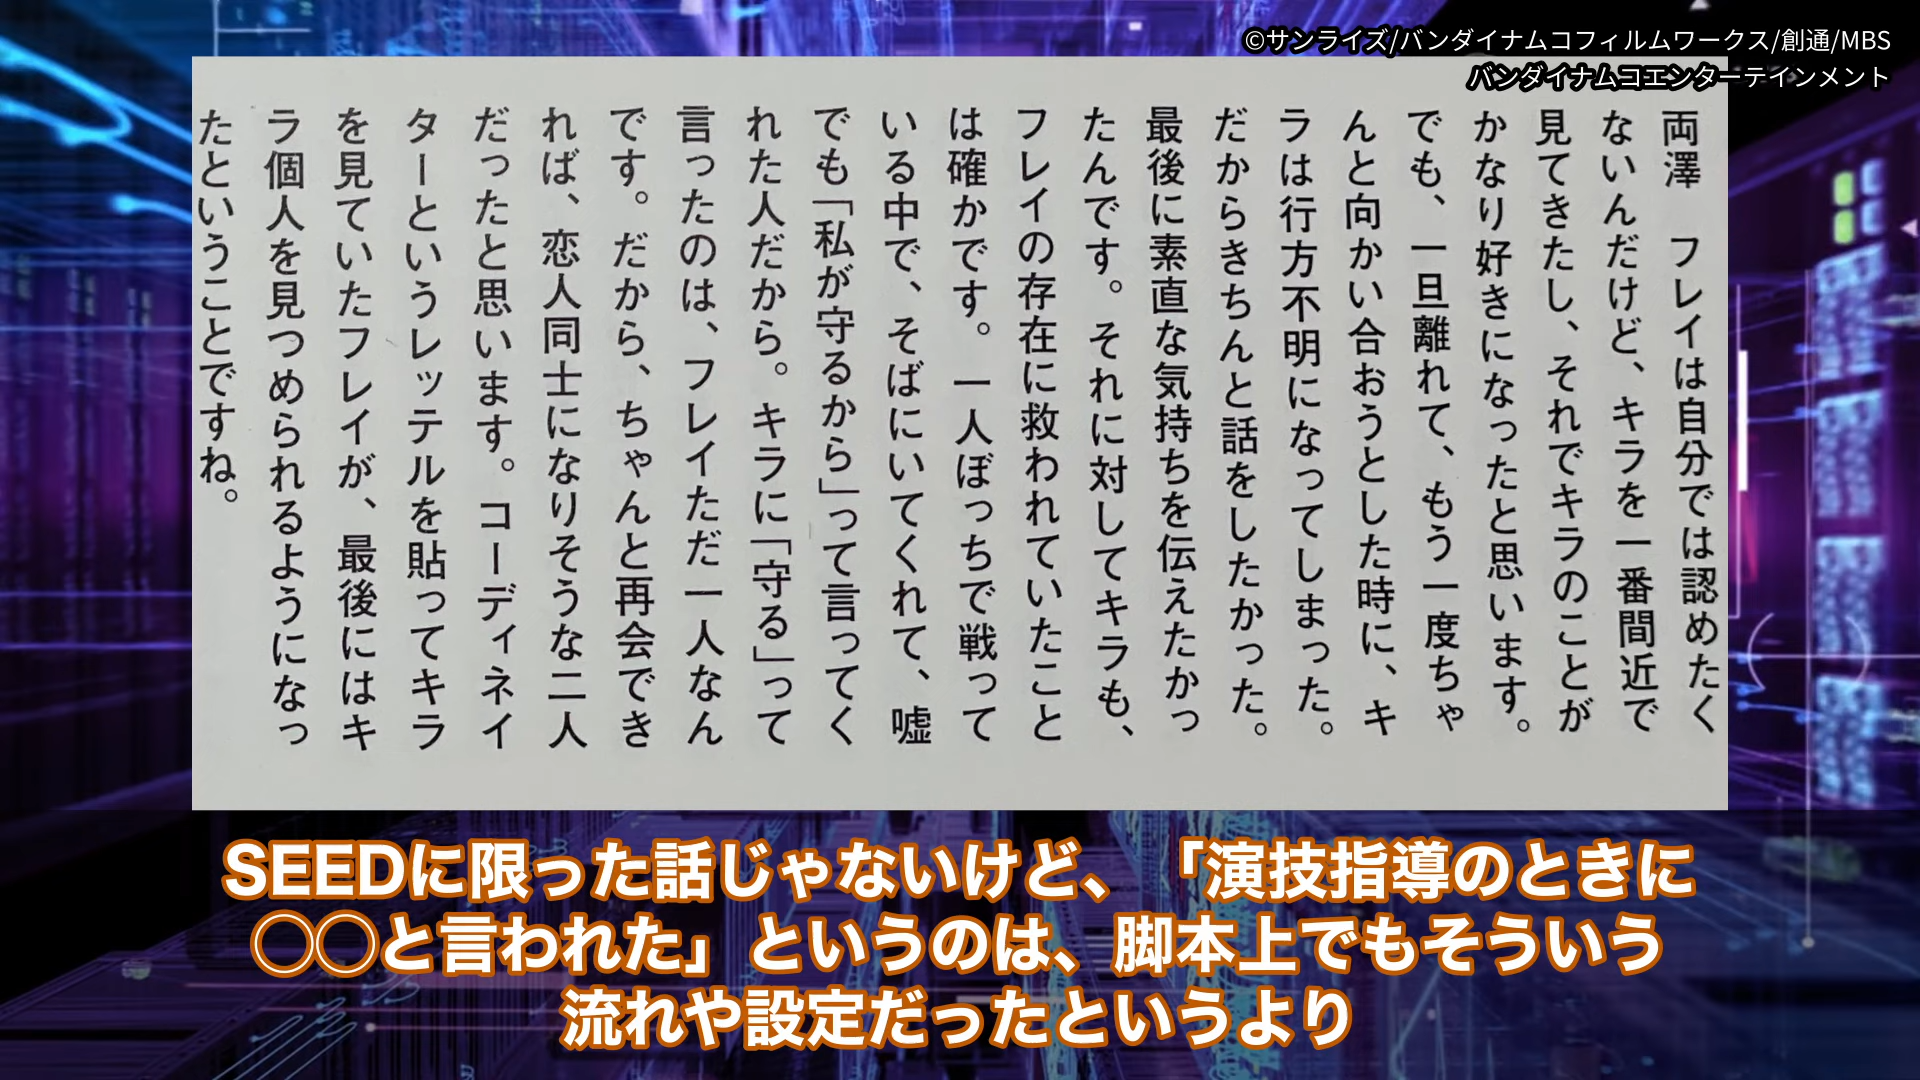 ©サンライズ/バンダイナムコフィルムワークス/創通/MBS
バンダイナムコエンターテインメント
両澤　フレイは自分では認めたく
ないんだけど、キラを一番間近で
見てきたし、それでキラのことが
かなり好きになったと思います。
でも、一旦離れて、もう一度ちゃ
んと向かい合おうとした時に、キ
ラは行方不明になってしまった。
だからきちんと話をしたかった。
最後に素直な気持ちを伝えたかっ
たんです。それに対してキラも、
フレイの存在に救われていたこと
は確かです。一人ぼっちで戦って
いる中で、そばにいてくれて、嘘
でも「私が守るから」って言ってく
れた人だから。キラに「守る」って
言ったのは、フレイただ一人なん
です。だから、ちゃんと再会でき
れば、恋人同士になりそうな二人
だったと思います。コーディネイ
ターというレッテルを貼ってキラ
を見ていたフレイが、最後にはキ
ラ個人を見つめられるようになっ
たということですね。
SEEDに限った話じゃないけど、「演技指導のときに
◯◯と言われた」というのは、脚本上でもそういう
流れや設定だったというより